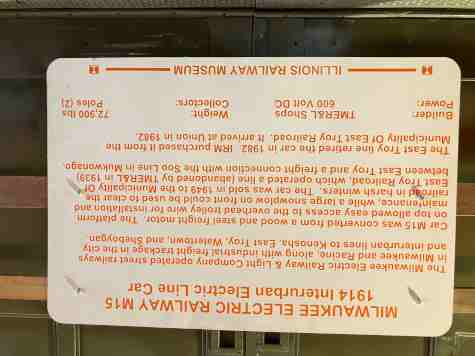 MILWAUKEE ELECTRIC RAILWAY M15
1914 Interurban Electric Line Car
The Milwaukee Electric Railway & Light Company operated street railways
in Milwaukee and Racine, along with industrial freight package in the city
and interurban lines to Kenosha, East Troy, Watertown, and Sheboygan
Car M15 was converted from a wood and steel freight motor. The platform
on top allowed easy access to the overhead trolley wire for installation and
maintenance, while a large snowplow on front could be used to clear the
railroad in harsh winters. The car was sold in 1949 to the Municipality Of
East Troy Railroad, which operated a line (abandoned by TMER&L in 1939)
between East Troy and a freight connection with the Soo Line in Mukwonago.
The East Troy line retired the car in 1982. IRM purchased it from the
Municipality Of East Troy Railroad. It arrived at Union in 1982.
Builder: TMER&L Shops Weight: 72,900 lbs
Power: 600 Volt DC Collectors: Poles (2)
ILLINOIS RAILWAY MUSEUM